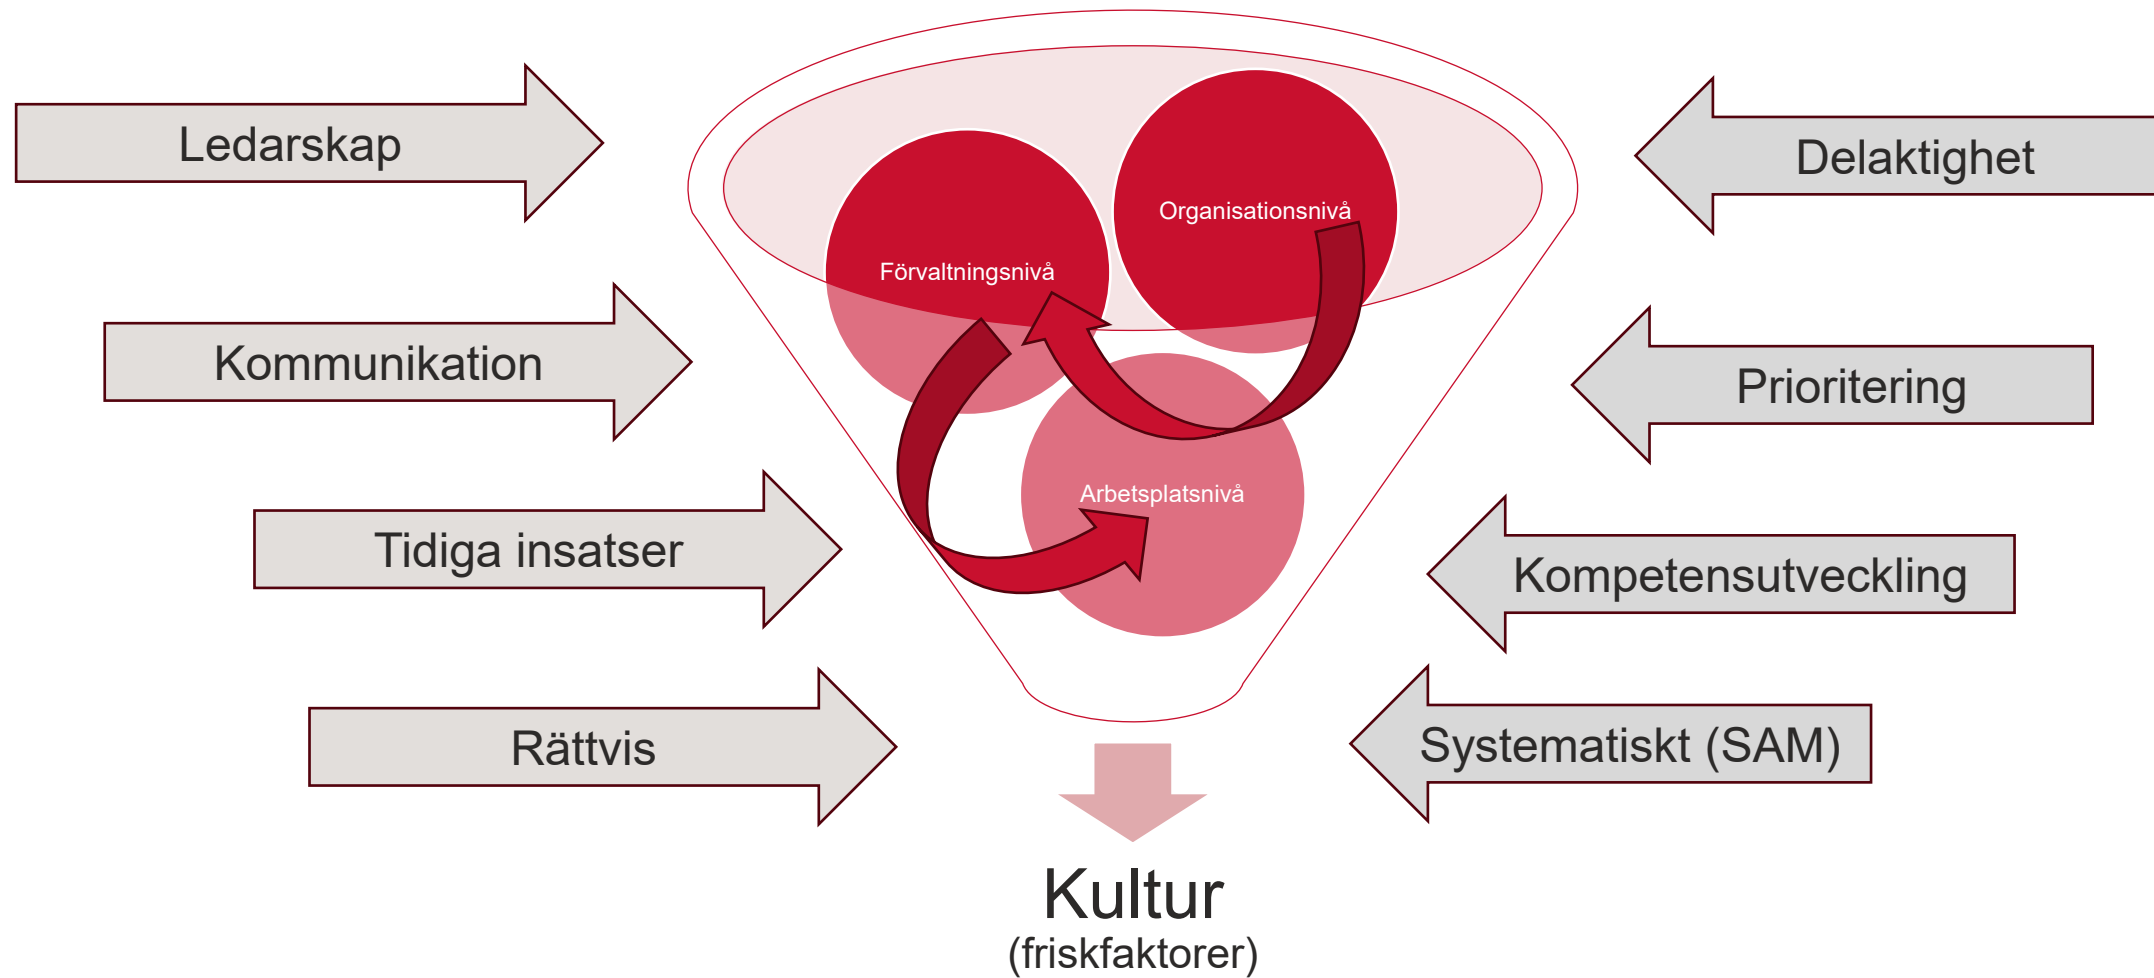 Ledarskap
Delaktighet
Organisationsnivå
Förvaltningsnivå
Kommunikation
Prioritering
Arbetsplatsnivå
Tidiga insatser
Kompetensutveckling
Rättvis
Systematiskt (SAM)
Kultur
(friskfaktorer)